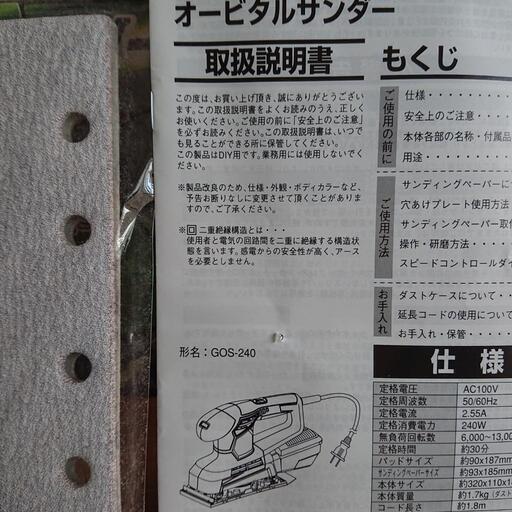 オービタルサンダー
取扱説明書
この度は、お買い上げ頂き、誠にありがとうござい
ます。この取扱説明書をよくお読みのうえ、正しく
お使いください。ご使用の前に「安全上のご注意」
を必ずお読みください。この取扱説明書は、いつで
も見ることができる所に保管してください。
この製品はDIY用です。業務用には使用しないでく
ださい。
※製品改良のため、仕様・外観・ボディカラーなど、
予告お断りなしに変更させて頂くことがあります
ので、ご了承ください。
※回 二重絶縁構造とは・・・
使用者と電気の回路間を二重に絶縁する構造状
態を言います。感電からの安全性が高く、アース
を必要としません。
形名：GOS-240
もくじ
ご使用の前に
仕様・・・・・・・・・・
安全上のご注意・・・・
本体各部の名称・付属品
用途・・・・・・・・・・
ご使用方法
サンディングペーパーに
穴あけプレート使用方法
サンディングペーパー取
操作・研磨方法・・・・
スピードコントロールダイ
お手入れ
ダストケースについて・・
延長コードの使用について
お手入れ・保管・・・・
仕様
定格電圧 AC100V
定格周波数 50/60Hz
定格電流 2.55A
定格消費電力 240W
無負荷回転数 6,000~13,00
定格時間 約30分
パッドサイズ 約90x187m
サンディングペーパーサイズ 約93x185m
本体サイズ 約320x110x1
本体質量 約1.7kg(ダスト
コード長さ 約1.8m